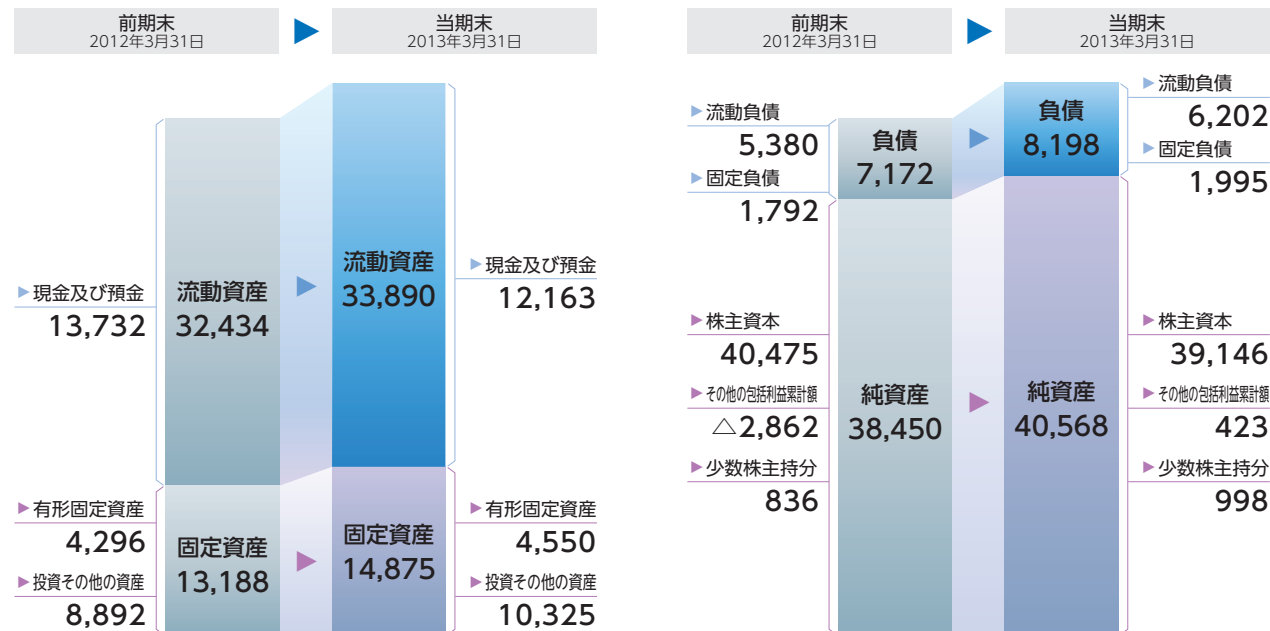 前期末
2012年3月31日
当期末
2013年3月31日
▶現金及び預金
13,732
流動資産
32,434
流動資産
33,890
▶現金及び預金
12,163
▶有形固定資産
4,296
▶投資その他の資産
8,892
固定資産
13,188
固定資産
14,875
▶有形固定資産
4,550
▶投資その他の資産
10,325
前期末
2012年3月31日
当期末
2013年3月31日
▶流動負債
5,380
▶固定負債
1,792
負債
7,172
負債
8,198
▶流動負債
6,202
▶固定負債
1,995
▶株主資本
40,475
▶その他の包括利益累計額
△2,862
▶少数株主持分
836
純資産
38,450
純資産
40,568
▶株主資本
39,146
▶その他の包括利益累計額
423
▶少数株主持分
998